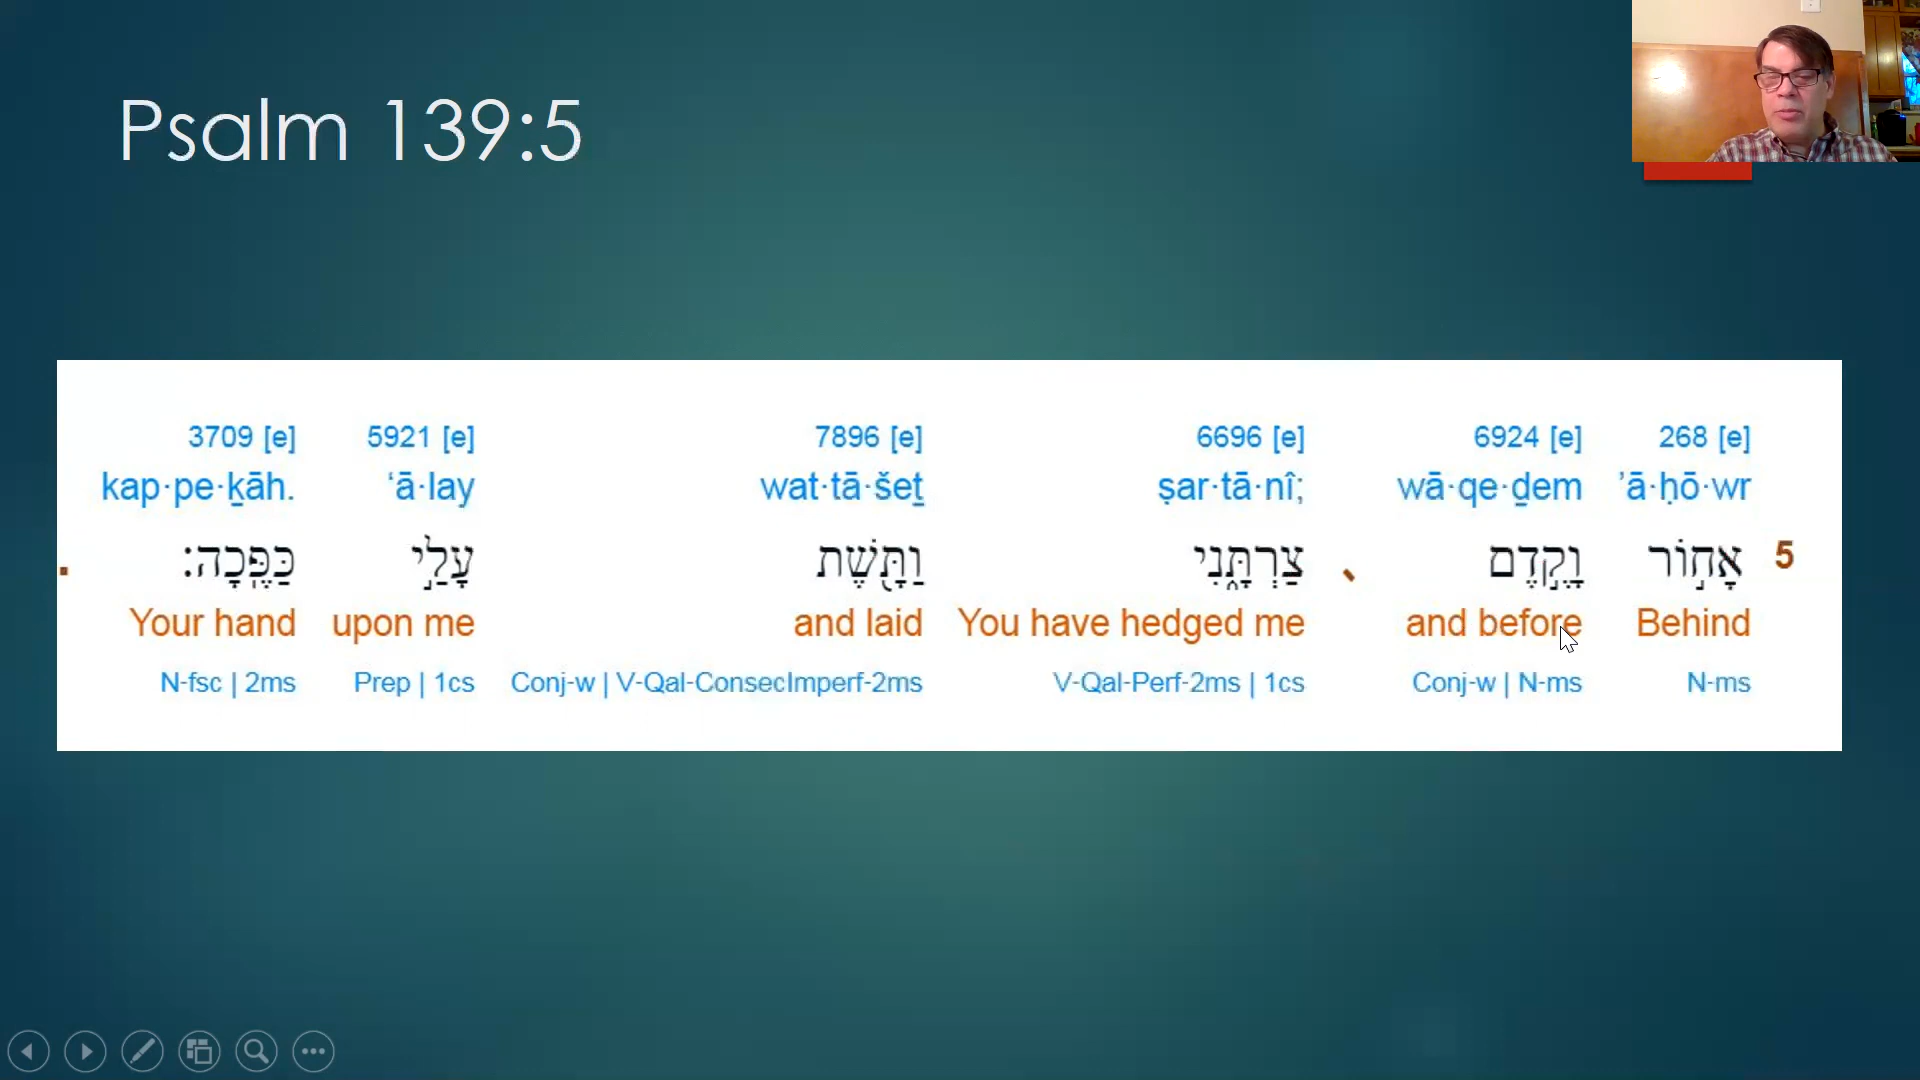 Psalm 139:5
3709 [e] 5921 [e] 7896 [e] 6696 [e] 6924 [e] 268 [e]
kap·pe·ḵāh. ‘ā·lay wat·tā·šeṯ ṣar·tā·nî; wā·qe·ḏem ’ā·ḥō·wr
5 אָח֣וֹר וָקֶ֣דֶם צַרְתָּ֑נִי וַתָּ֖שֶׁת עָלַ֣י כַּפֶּֽכָה׃
Your hand upon me and laid You have hedged me and before Behind
N-fsc | 2ms Prep | 1cs Conj-w | V-Qal-ConsecImperf-2ms V-Qal-Perf-2ms | 1cs Conj-w | N-ms N-ms